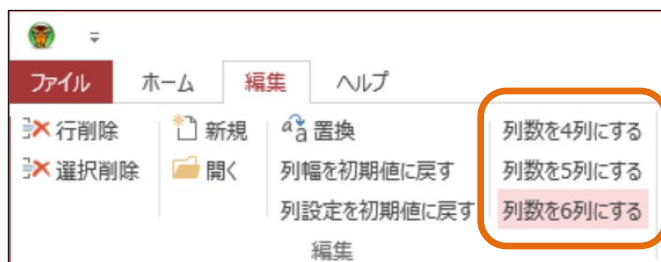 ファイル ホーム 編集 ヘルプ
行削除 新規 置換 列数を4列にする
選択削除 開く 列幅を初期値に戻す 列数を5列にする
列設定を初期値に戻す 列数を6列にする
編集